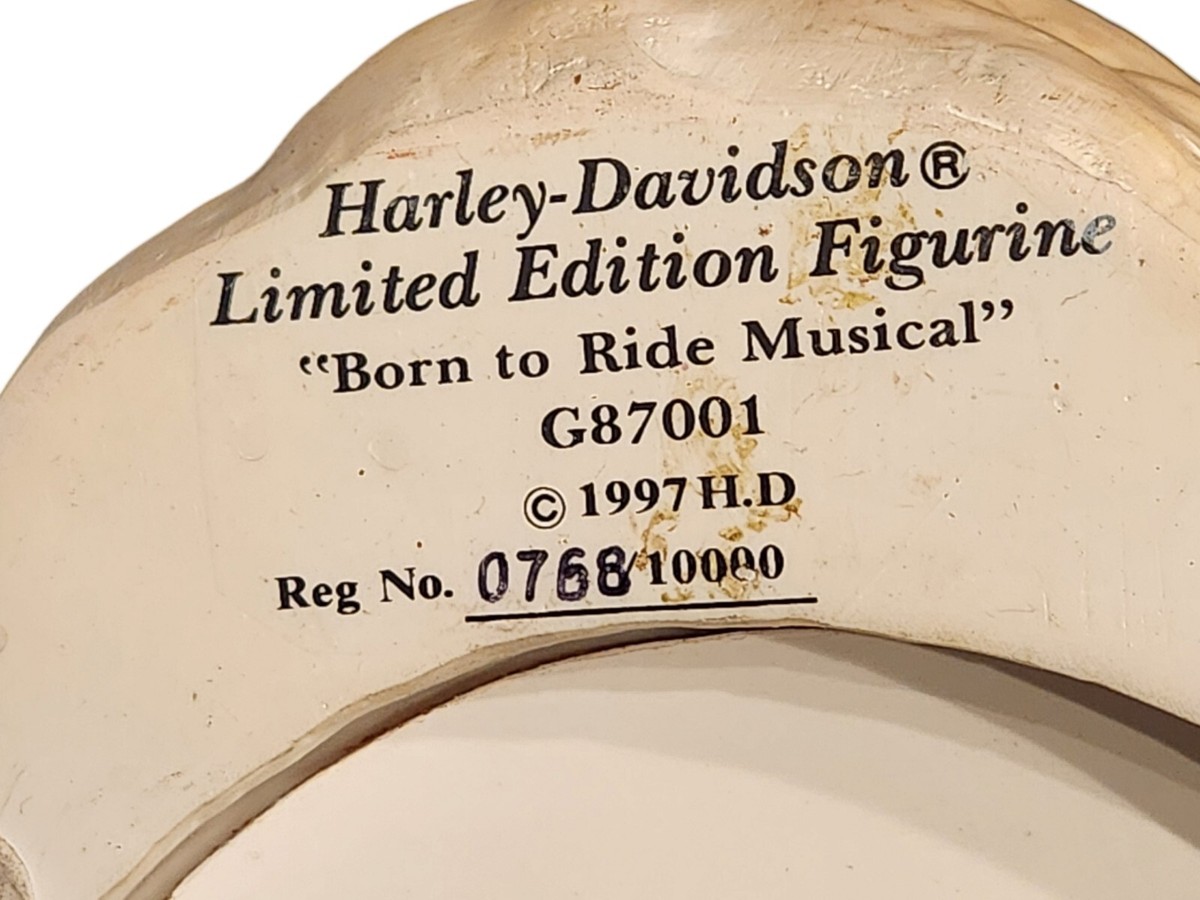 Harley-Davidson®
Limited Edition Figurine
“Born to Ride Musical”
G87001
© 1997 H.D
Reg No. 0768/10000